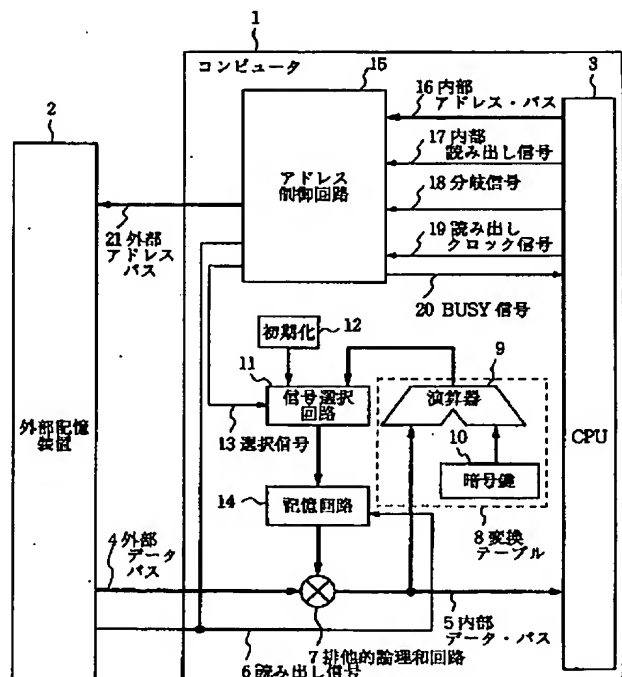 1
コンピュータ
15
3
2
16 内部
アドレス・バス
17 内部
読み出し信号
アドレス
制御回路
18 分岐信号
19 読み出し
クロック信号
21 外部
アドレス
バス
20 BUSY 信号
初期化
12
11
9
信号選択
回路
演算器
外部記憶
装置
CPU
13 選択信号
10
暗号鍵
14
記憶回路
8 変換
テーブル
4 外部
データ
バス
5 内部
データ・バス
7 排他的論理和回路
6 読み出し信号